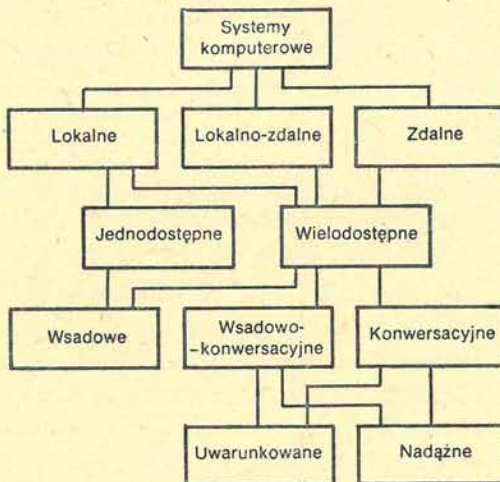 Systemy
komputerowe
Lokalne
Lokalno-zdalne
Zdalne
Jednodostępne
Wielodostępne
Wsadowe
Wsadowo-
-konwersacyjne
Konwersacyjne
Uwarunkowane
Nadążne